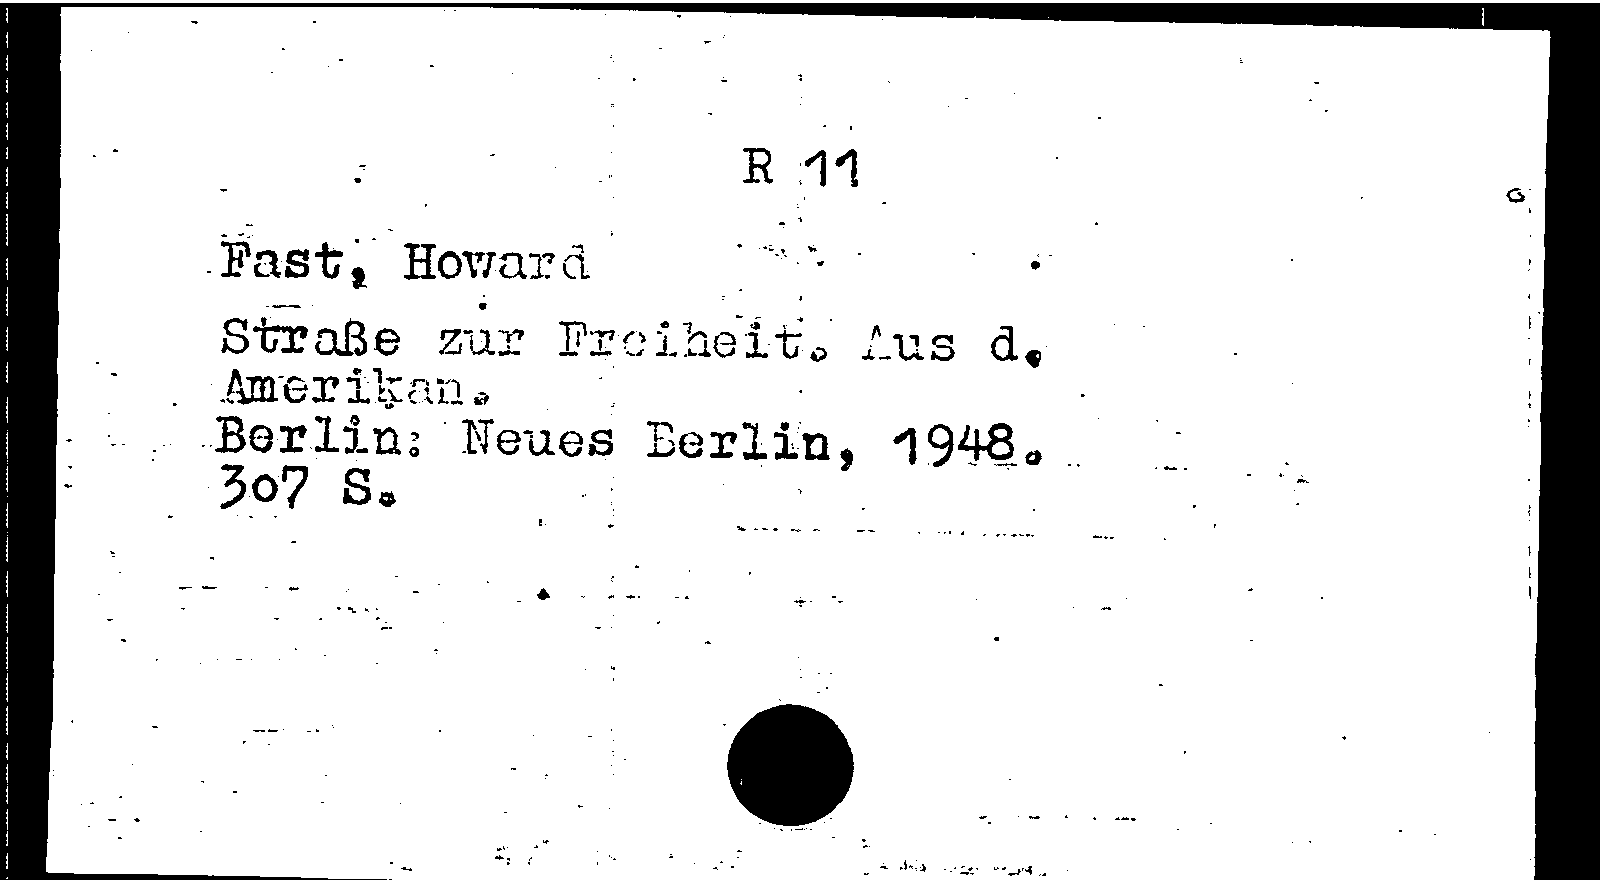 R 11
Fast, Howard
Straße zur Freiheit. Aus d.
Amerikan.
Berlin: Neues Berlin, 1948.
307 S.